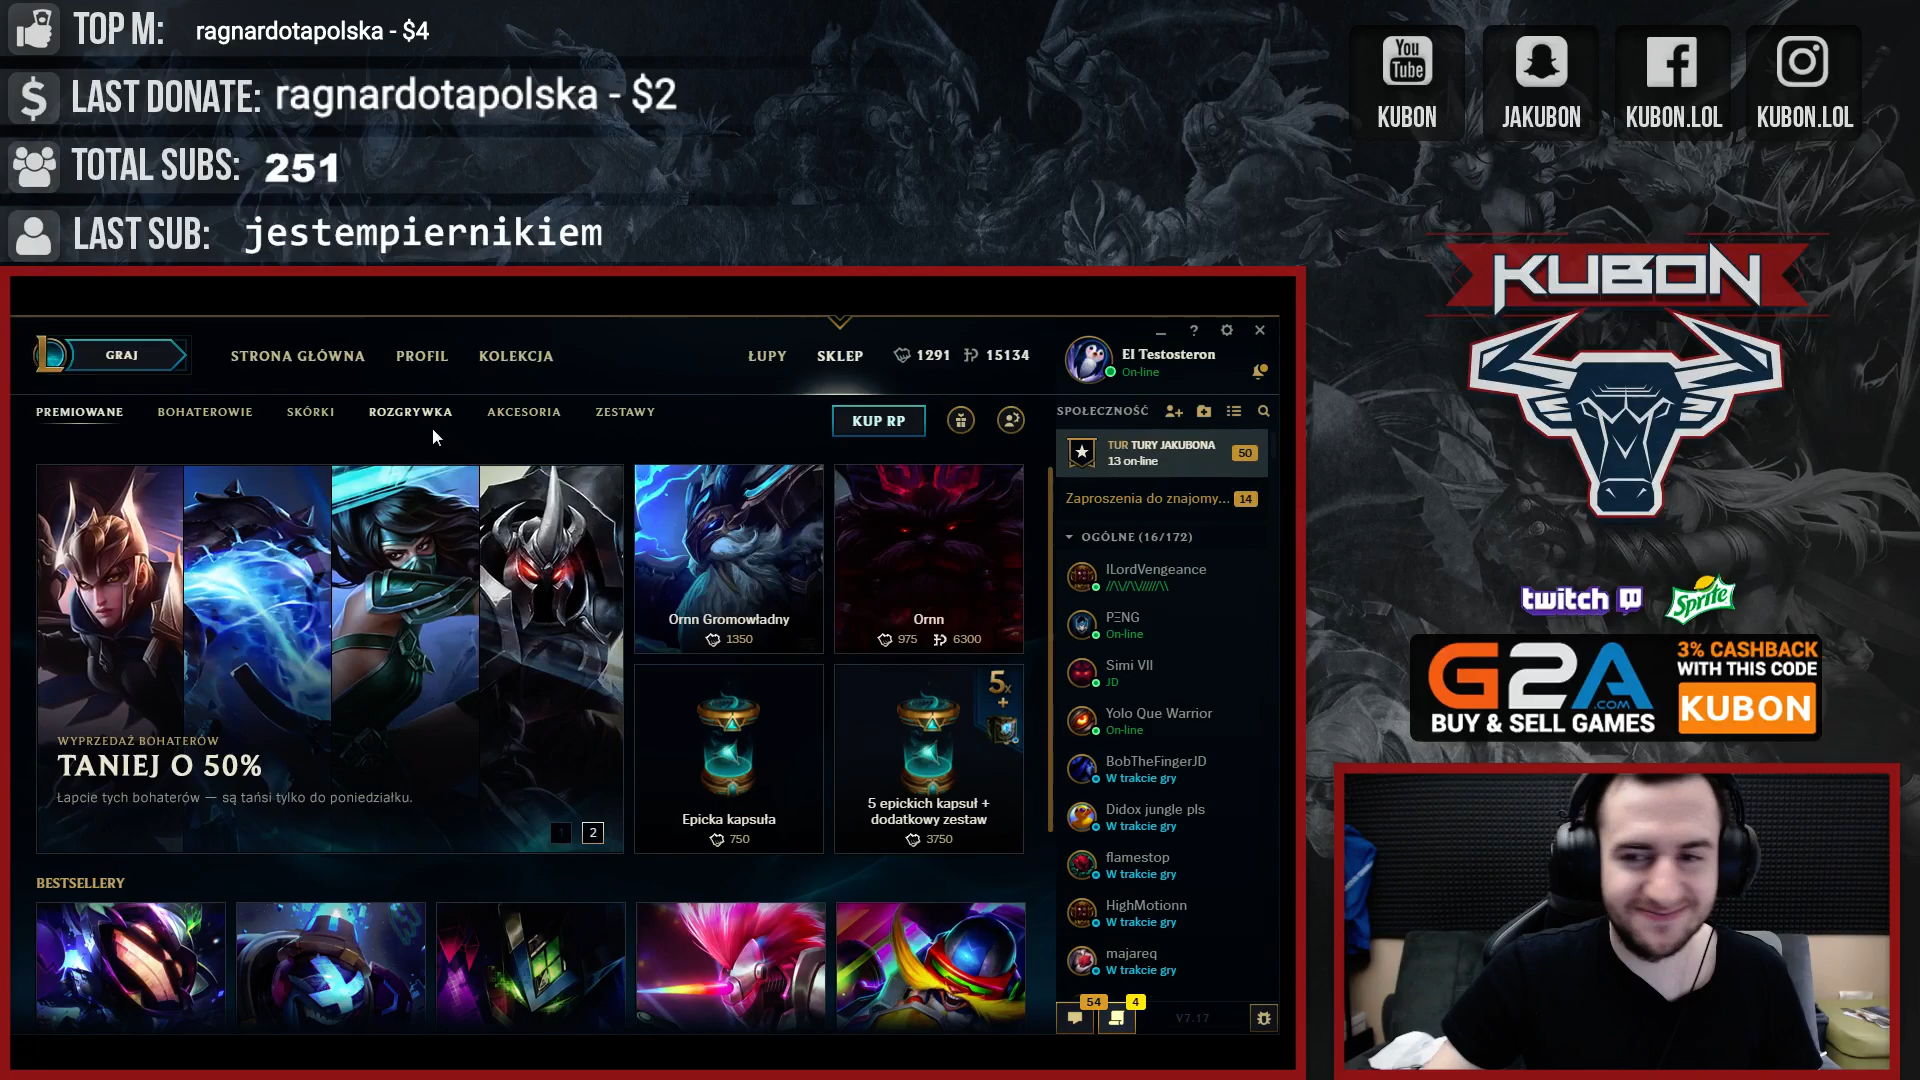 TOP M: ragnardotapolska - $4
LAST DONATE: ragnardotapolska - $2
TOTAL SUBS: 251
LAST SUB: jestempiernikiem
You Tube
KUBON
JAKUBON
KUBON.LOL
KUBON.LOL
KUBON
GRAJ
STRONA GŁÓWNA
PROFIL
KOLEKCJA
ŁUPY
SKLEP
1291
15134
El Testosteron
On-line
PREMIOWANE
BOHATEROWIE
SKÓRKI
ROZGRYWKA
AKCESORIA
ZESTAWY
KUP RP
SPOŁECZNOŚĆ
TUR TURY JAKUBONA
13 on-line
50
Zaproszenia do znajomy... 14
OGÓLNE (16/172)
ILordVengeance
//\\//\\//////\\
PΞNG
On-line
Simi VII
JD
Yolo Que Warrior
On-line
BobTheFingerJD
W trakcie gry
Didox jungle pls
W trakcie gry
flamestop
W trakcie gry
HighMotionn
W trakcie gry
majareq
W trakcie gry
54
4
V7.17
WYPRZEDAŻ BOHATERÓW
TANIEJ O 50%
Łapcie tych bohaterów — są tańsi tylko do poniedziałku.
1
2
Ornn Gromowładny
1350
Ornn
975 6300
Epicka kapsuła
750
5x
+
5 epickich kapsuł +
dodatkowy zestaw
3750
BESTSELLERY
twitch
Sprite
G2A
.COM
BUY & SELL GAMES
3% CASHBACK
WITH THIS CODE
KUBON